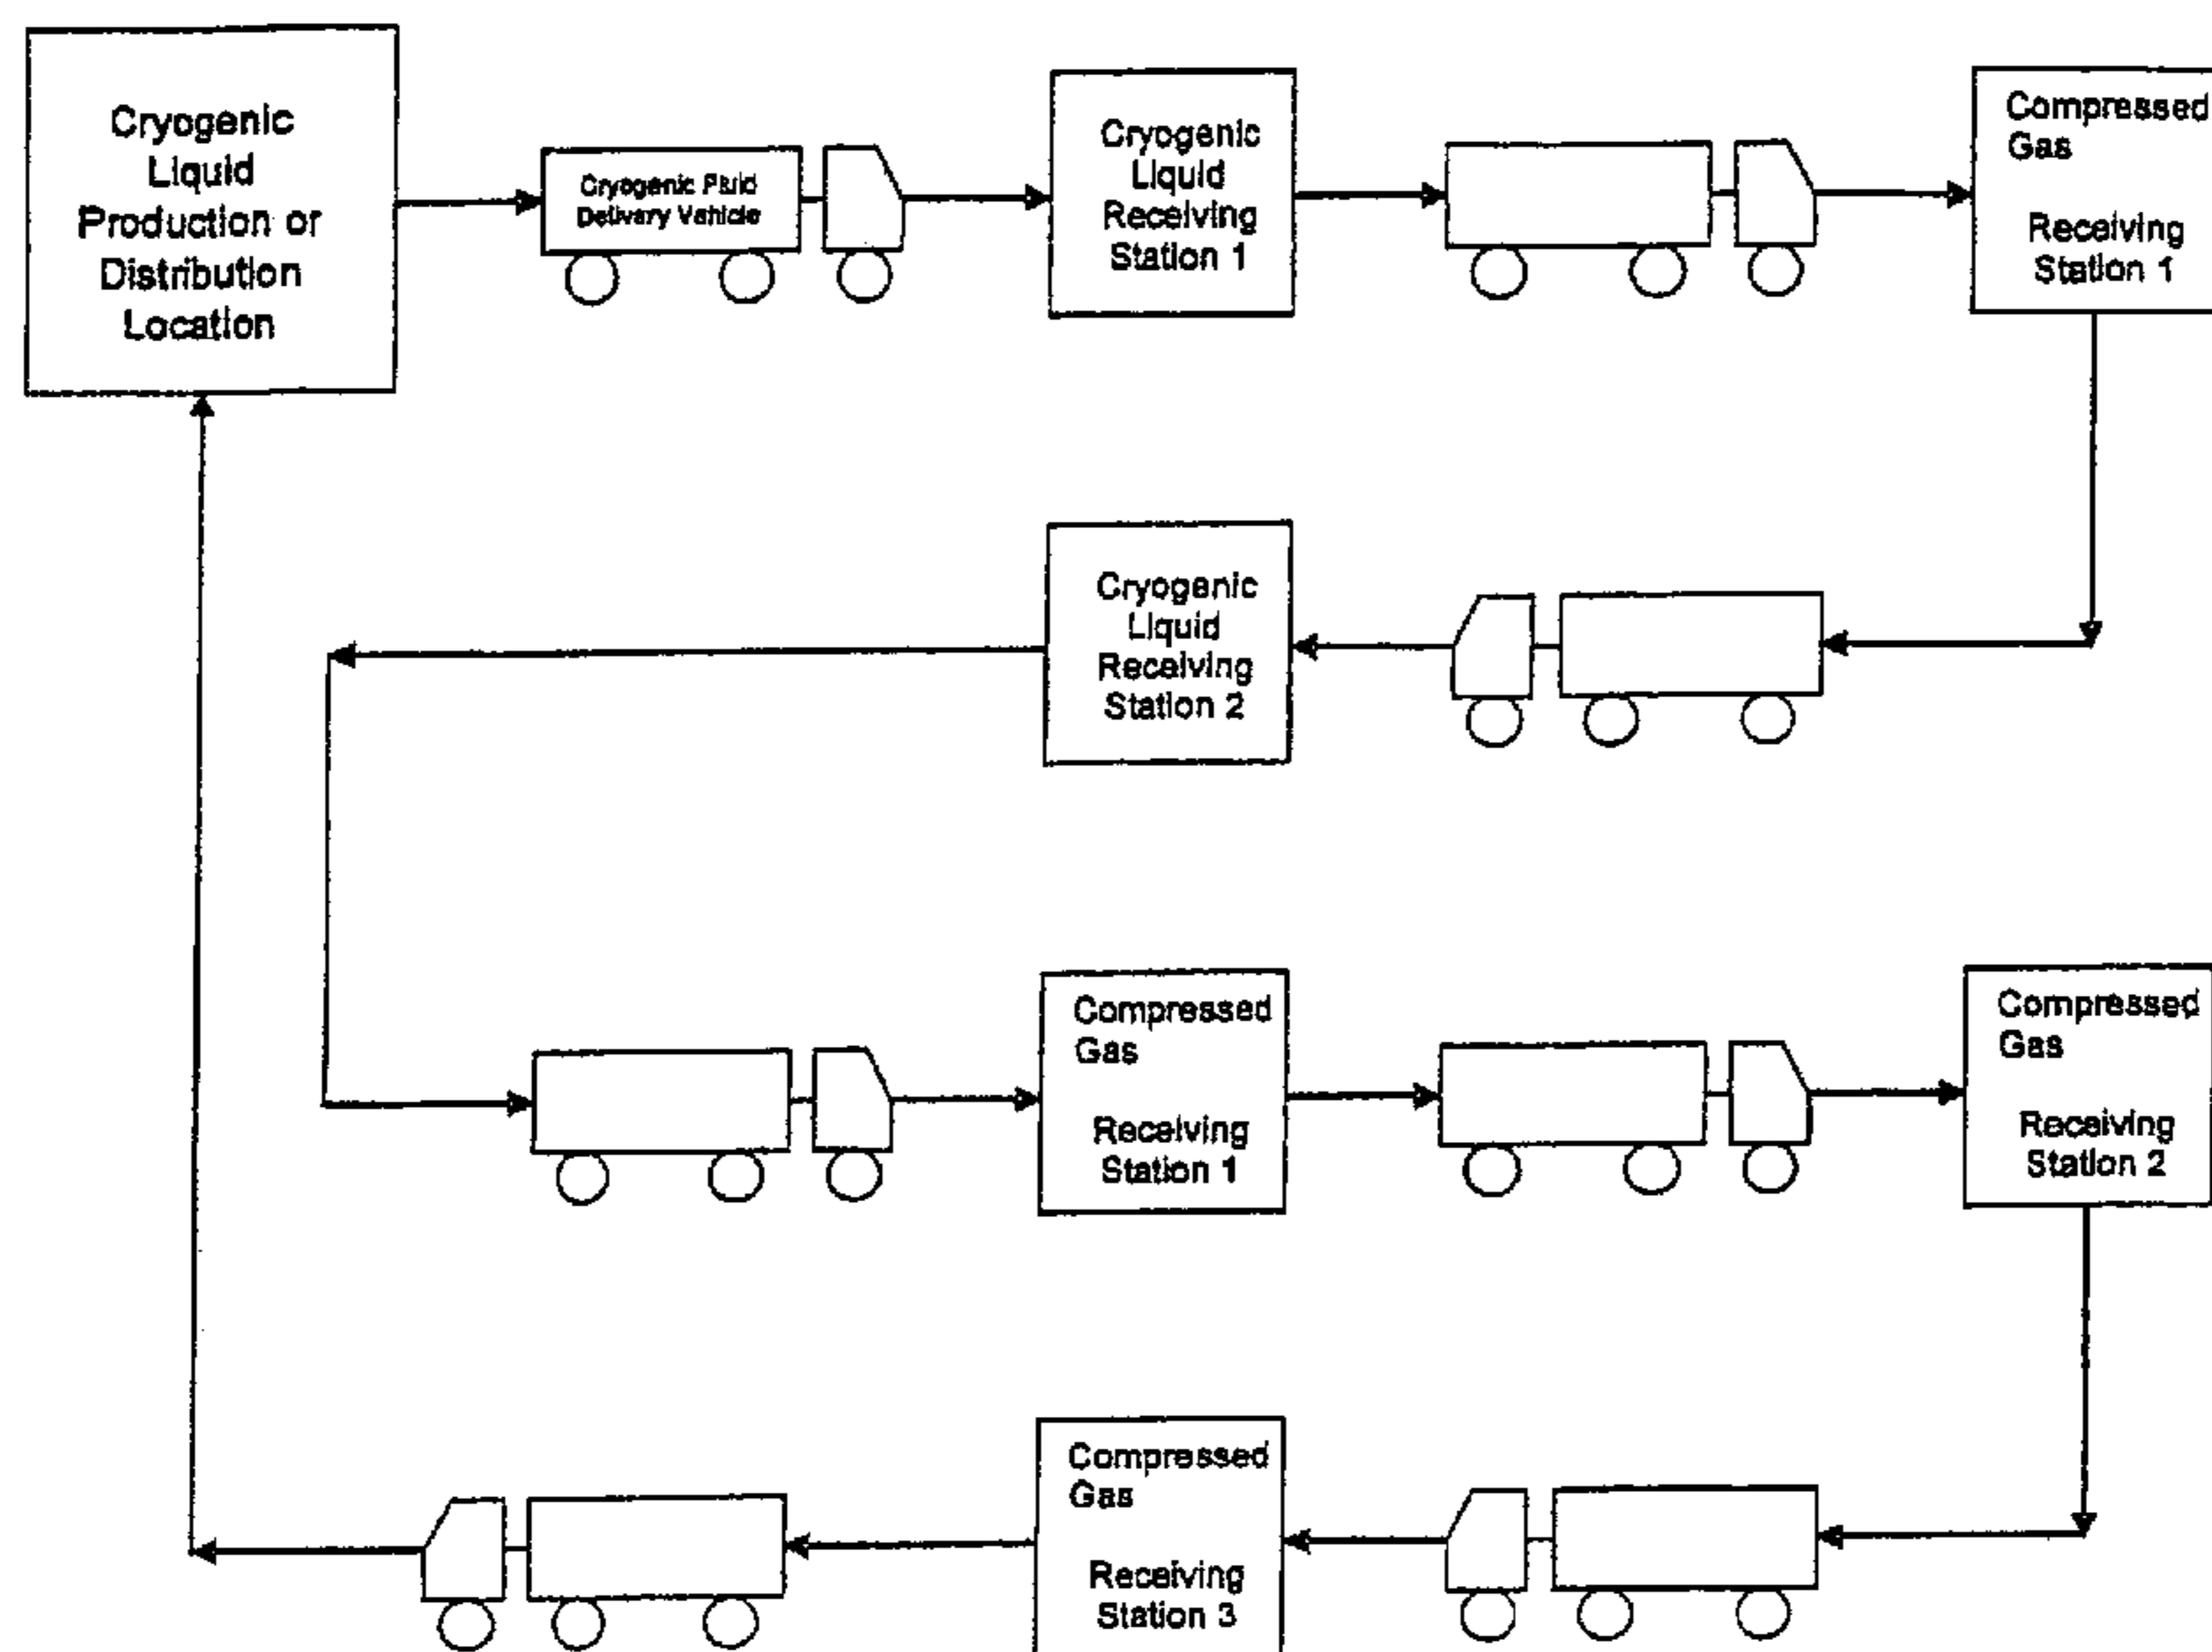 Cryogenic
Liquid
Production or
Distribution
Location
Cryogenic Fluid
Delivery Vehicle
Cryogenic
Liquid
Receiving
Station 1
Compressed
Gas
Receiving
Station 1
Cryogenic
Liquid
Receiving
Station 2
Compressed
Gas
Receiving
Station 1
Compressed
Gas
Receiving
Station 2
Compressed
Gas
Receiving
Station 3